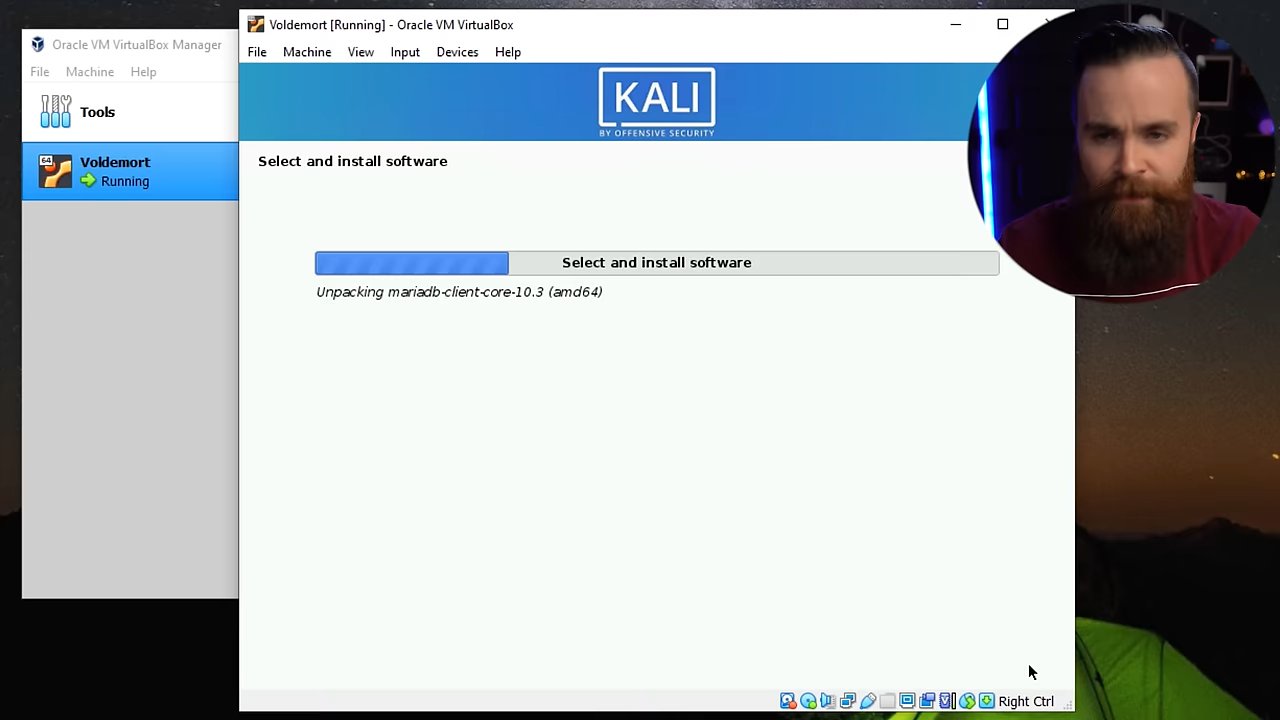 Oracle VM VirtualBox Manager
File Machine Help
Tools
64
Voldemort
Running
Voldemort [Running] - Oracle VM VirtualBox
File Machine View Input Devices Help
KALI
BY OFFENSIVE SECURITY
Select and install software
Select and install software
Unpacking mariadb-client-core-10.3 (amd64)
Right Ctrl